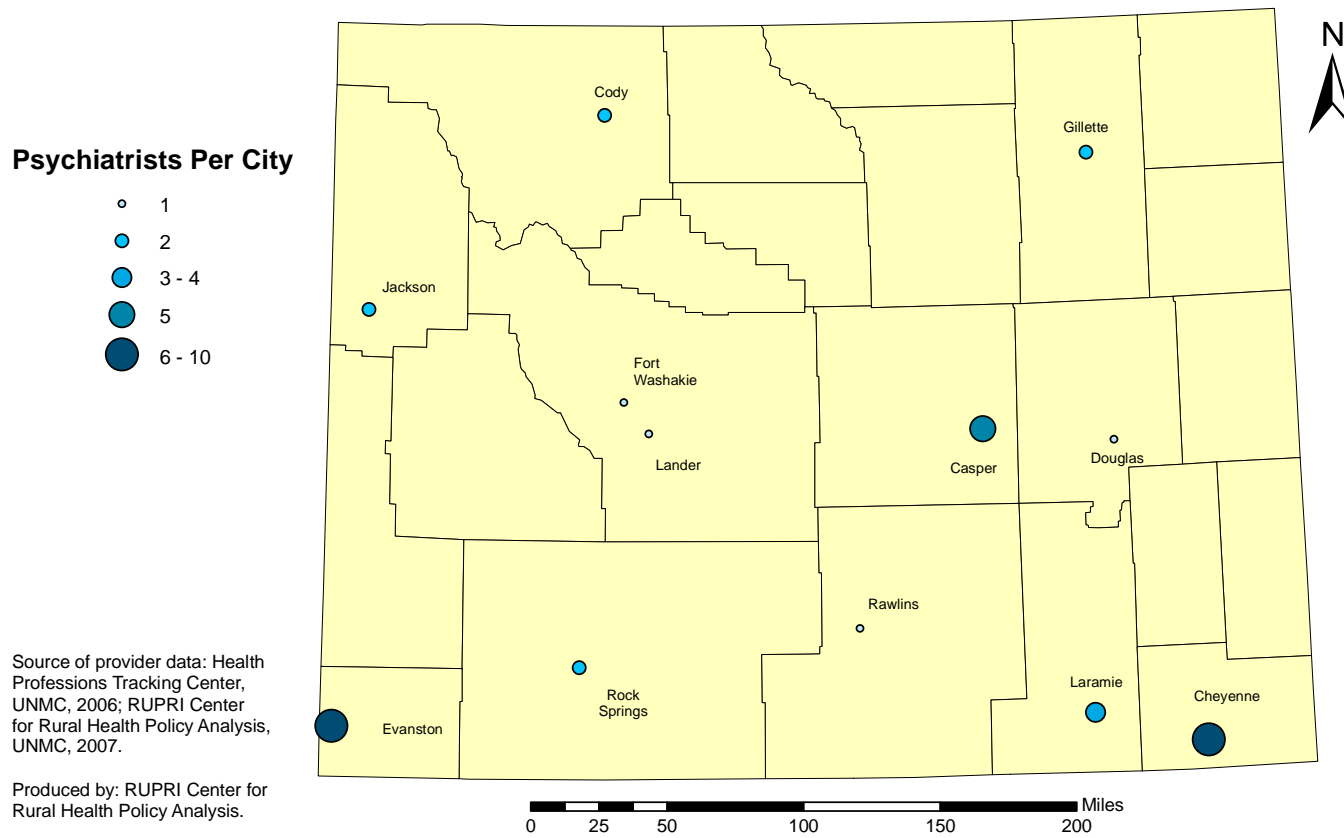 Psychiatrists Per City
1
2
3 - 4
5
6 - 10
N
Cody
Gillette
Jackson
Fort
Washakie
Lander
Casper
Douglas
Rawlins
Rock
Springs
Laramie
Cheyenne
Evanston
Source of provider data: Health
Professions Tracking Center,
UNMC, 2006; RUPRI Center
for Rural Health Policy Analysis,
UNMC, 2007.
Produced by: RUPRI Center for
Rural Health Policy Analysis.
Miles
0 25 50 100 150 200